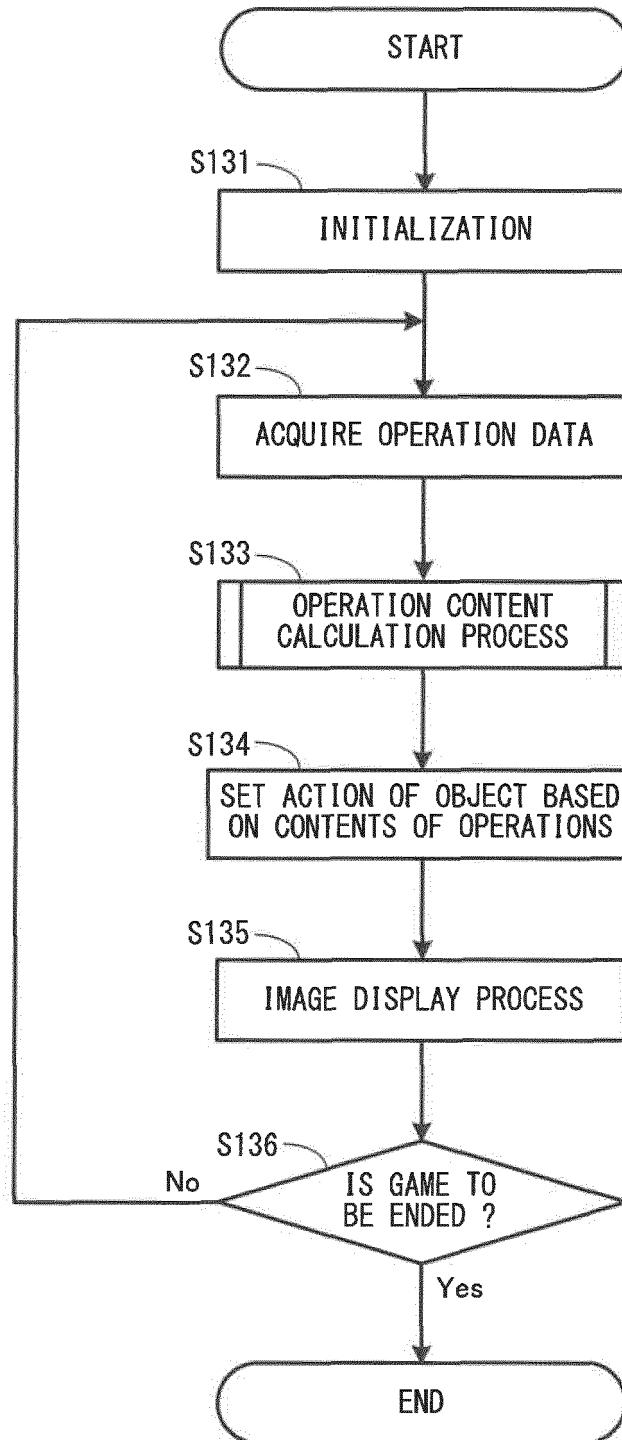 START
S131
INITIALIZATION
S132
ACQUIRE OPERATION DATA
S133
OPERATION CONTENT
CALCULATION PROCESS
S134
SET ACTION OF OBJECT BASED
ON CONTENTS OF OPERATIONS
S135
IMAGE DISPLAY PROCESS
S136
No
IS GAME TO
BE ENDED ?
Yes
END